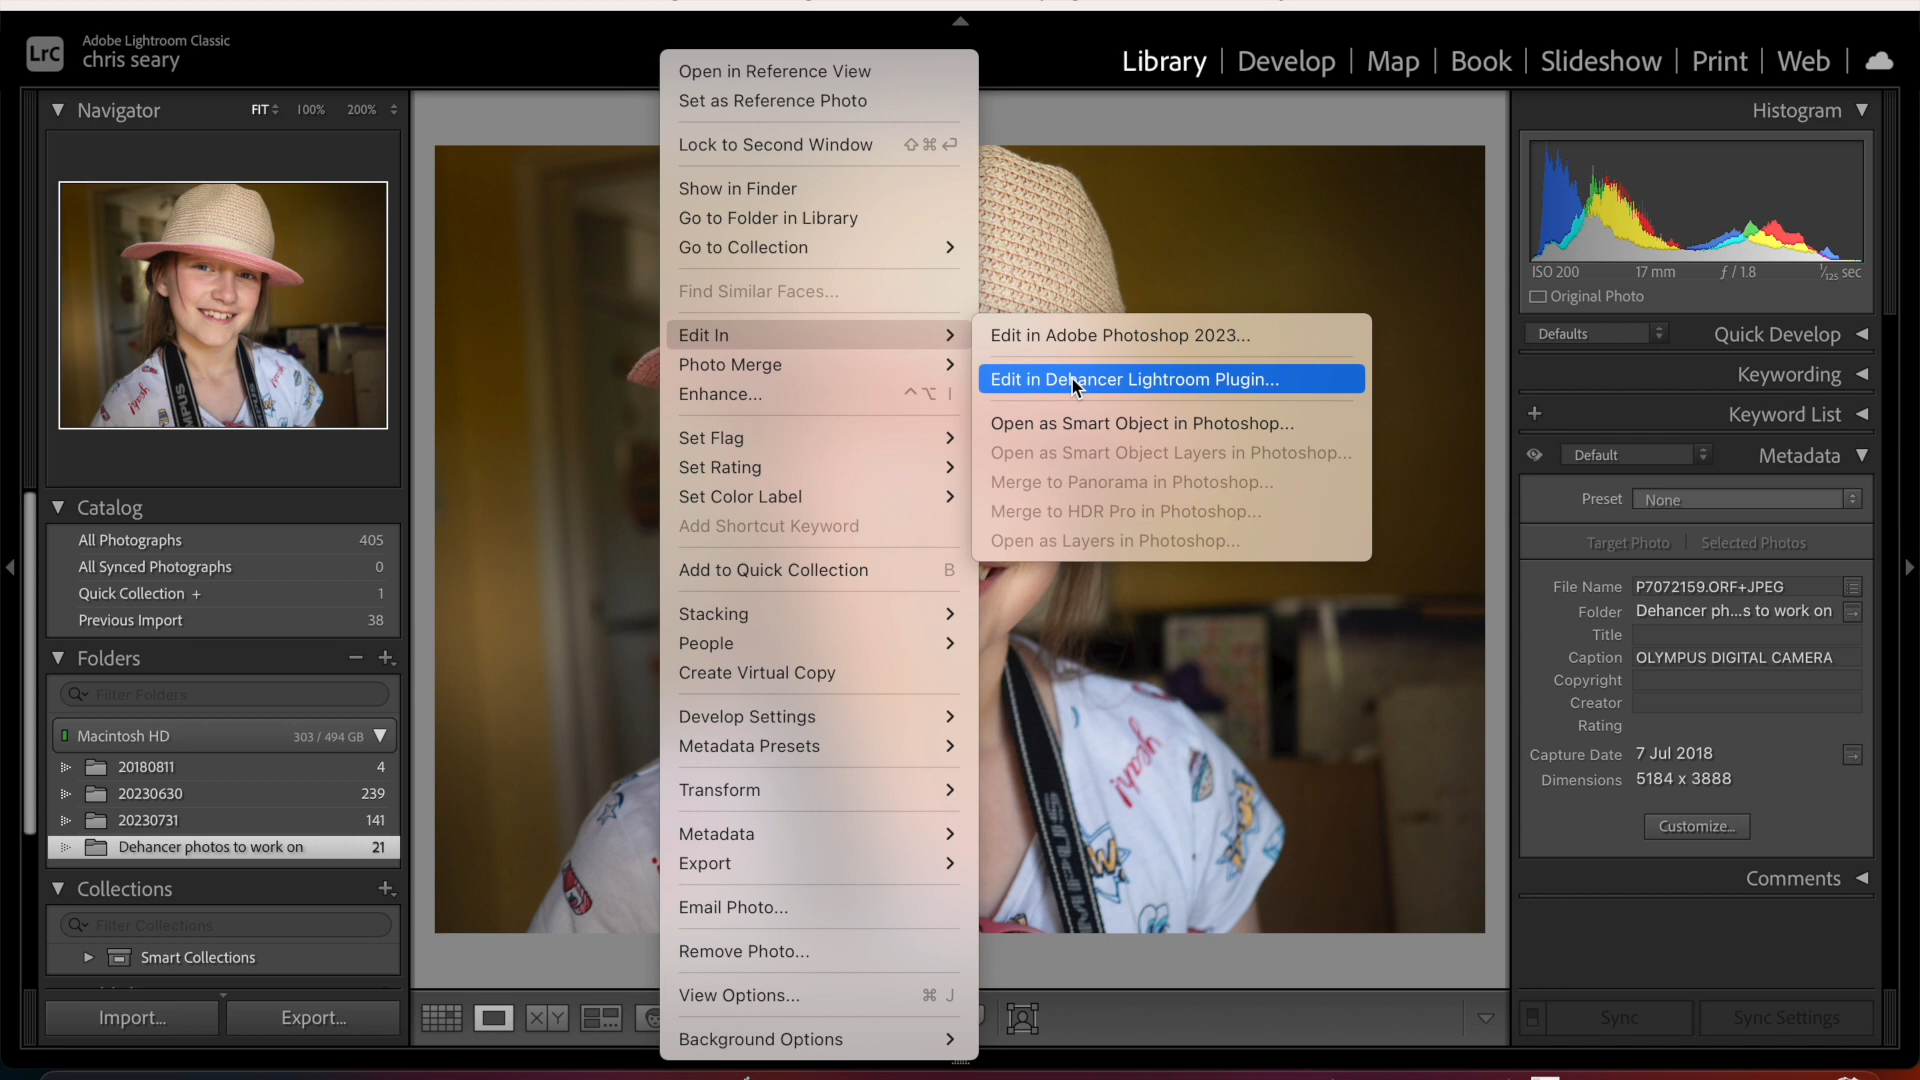 LrC
Adobe Lightroom Classic
chris seary
Library | Develop | Map | Book | Slideshow | Print | Web |
Navigator
FIT 100% 200%
Catalog
All Photographs 405
All Synced Photographs 0
Quick Collection + 1
Previous Import 38
Folders
Filter Folders
Macintosh HD 303 / 494 GB
20180811 4
20230630 239
20230731 141
Dehancer photos to work on 21
Collections
Filter Collections
Smart Collections
Import...
Export...
Open in Reference View
Set as Reference Photo
Lock to Second Window ⇧⌘↩
Show in Finder
Go to Folder in Library
Go to Collection
Find Similar Faces...
Edit In
Photo Merge
Enhance... ^⌥ I
Set Flag
Set Rating
Set Color Label
Add Shortcut Keyword
Add to Quick Collection B
Stacking
People
Create Virtual Copy
Develop Settings
Metadata Presets
Transform
Metadata
Export
Email Photo...
Remove Photo...
View Options... ⌘ J
Background Options
Edit in Adobe Photoshop 2023...
Edit in Dehancer Lightroom Plugin...
Open as Smart Object in Photoshop...
Open as Smart Object Layers in Photoshop...
Merge to Panorama in Photoshop...
Merge to HDR Pro in Photoshop...
Open as Layers in Photoshop...
yeah!
X Y
Histogram
ISO 200 17 mm ƒ / 1.8 1/125 sec
Original Photo
Defaults Quick Develop
Keywording
+ Keyword List
Default Metadata
Preset None
Target Photo | Selected Photos
File Name P7072159.ORF+JPEG
Folder Dehancer ph...s to work on
Title
Caption OLYMPUS DIGITAL CAMERA
Copyright
Creator
Rating
Capture Date 7 Jul 2018
Dimensions 5184 x 3888
Customize...
Comments
Sync
Sync Settings